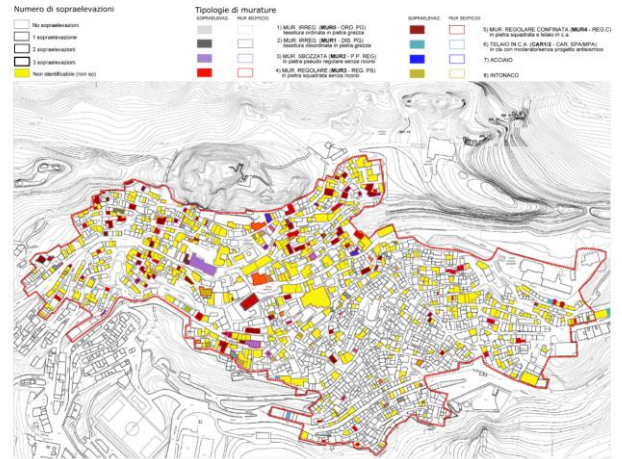 Numero di sopraelevazioni
No sopraelevazioni
1 sopraelevazione
2 sopraelevazioni
3 sopraelevazioni
Non identificabile (non so)
Tipologie di murature
SOPRAELEVAZ. MUR EDIFICIO
1) MUR. IRREG (MUR0 - ORD. PG)
tessitura ordinata in pietra grezza
2) MUR. IRREG (MUR1 - DIS. PG)
tessitura disordinata in pietra grezza
3) MUR. SBOZZATA (MUR2 - P.P. REG)
in pietra pseudo regolare senza ricorsi
4) MUR. REGOLARE (MUR3 - REG. PS)
in pietra squadrata senza ricorsi
SOPRAELEVAZ. MUR EDIFICIO
5) MUR. REGOLARE CONFINATA (MUR4 - REG.C)
in pietra squadrata e telaio in c.a.
6) TELAIO IN C.A. (CAR1/2 - CAR. SPA/MPA)
in cls con moderato/senza progetto antisismico
7) ACCIAIO
8) INTONACO